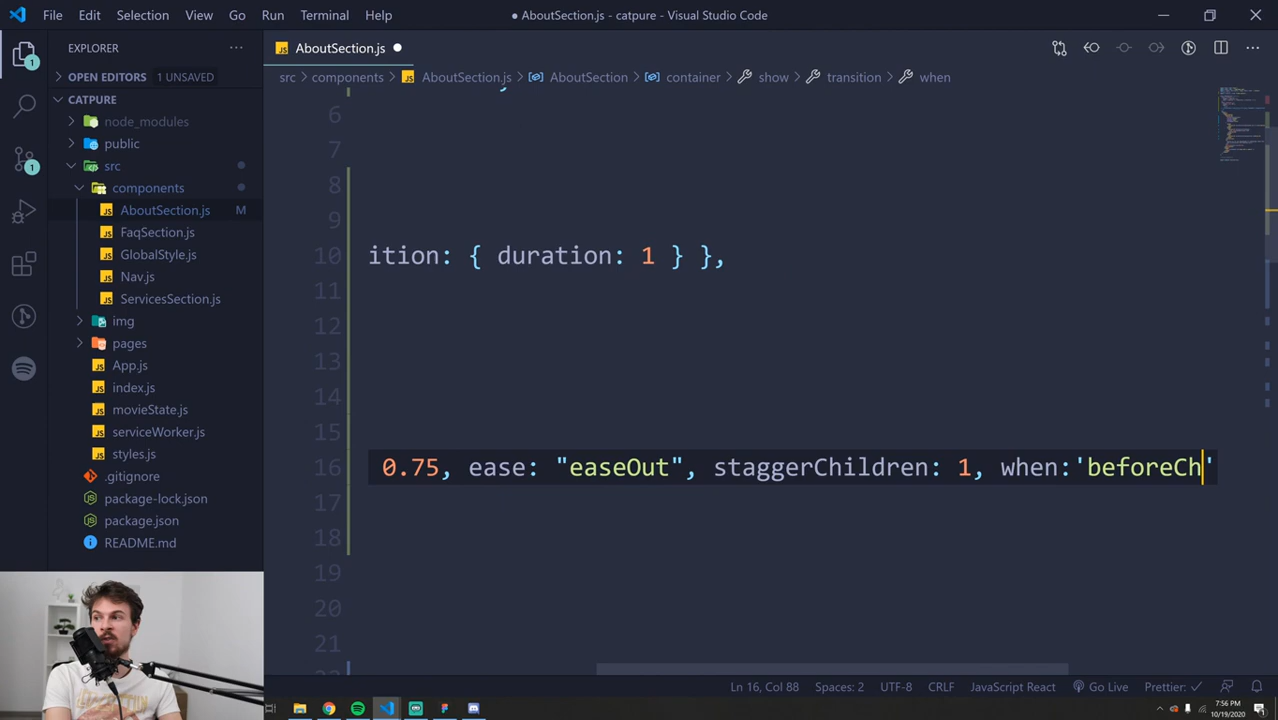 File Edit Selection View Go Run Terminal Help
● AboutSection.js - catpure - Visual Studio Code
EXPLORER
OPEN EDITORS 1 UNSAVED
CATPURE
node_modules
public
src
components
AboutSection.js M
FaqSection.js
GlobalStyle.js
Nav.js
ServicesSection.js
img
pages
App.js
index.js
movieState.js
serviceWorker.js
styles.js
.gitignore
package-lock.json
package.json
README.md
1
1
JS AboutSection.js ●
src > components > JS AboutSection.js > AboutSection > container > show > transition > when
6
7
8
9
10 ition: { duration: 1 } },
11
12
13
14
15
16 0.75, ease: "easeOut", staggerChildren: 1, when:'beforeCh'
17
18
19
20
21
Ln 16, Col 88 Spaces: 2 UTF-8 CRLF JavaScript React Go Live Prettier: ✓
7:56 PM
10/19/2020